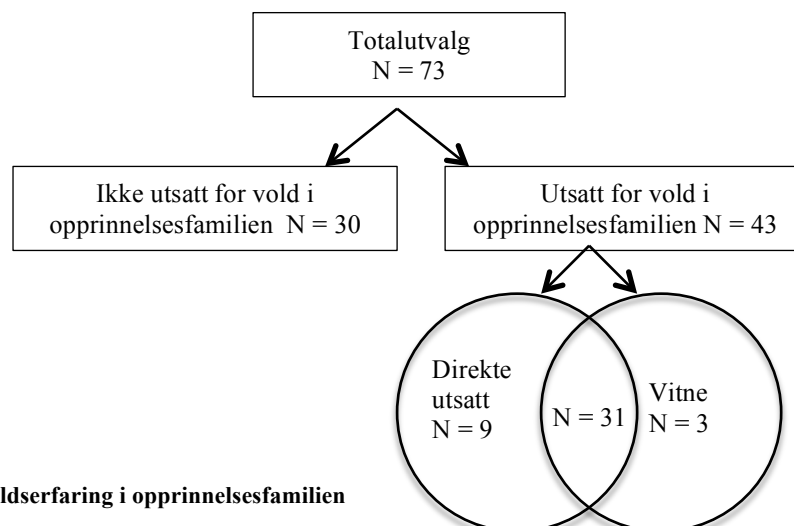 Totalutvalg
N = 73
Ikke utsatt for vold i
opprinnelsesfamilien N = 30
Utsatt for vold i
opprinnelsesfamilien N = 43
Direkte
utsatt
N = 9
N = 31
Vitne
N = 3
ldserfaring i opprinnelsesfamilien